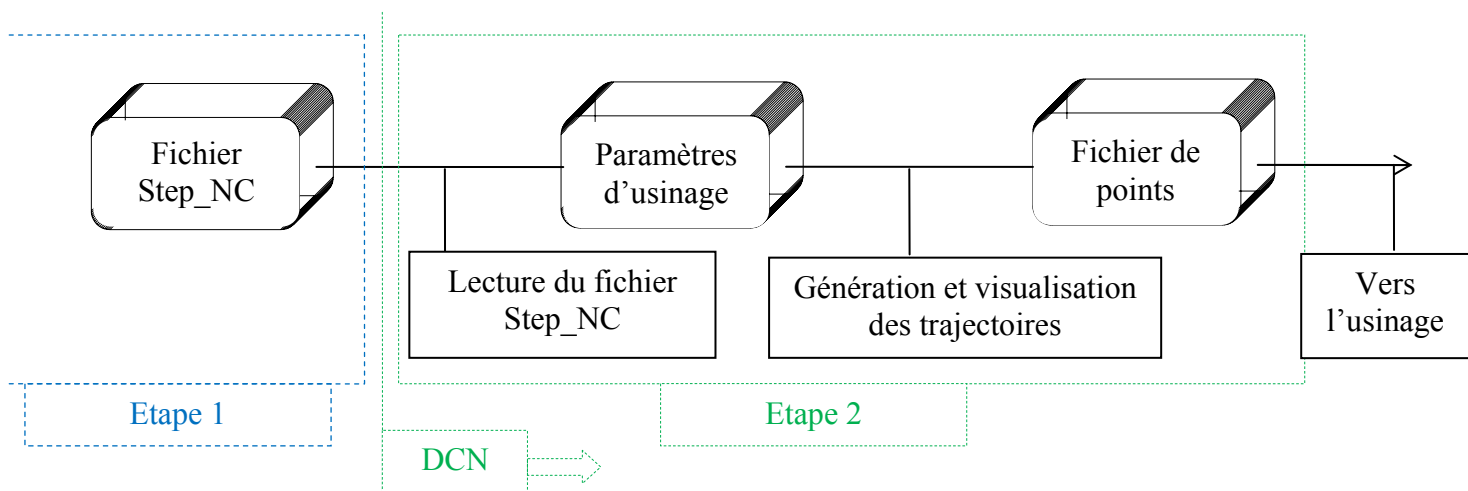 Fichier
Step_NC
Paramètres
d’usinage
Fichier de
points
Lecture du fichier
Step_NC
Génération et visualisation
des trajectoires
Vers
l’usinage
Etape 1
Etape 2
DCN